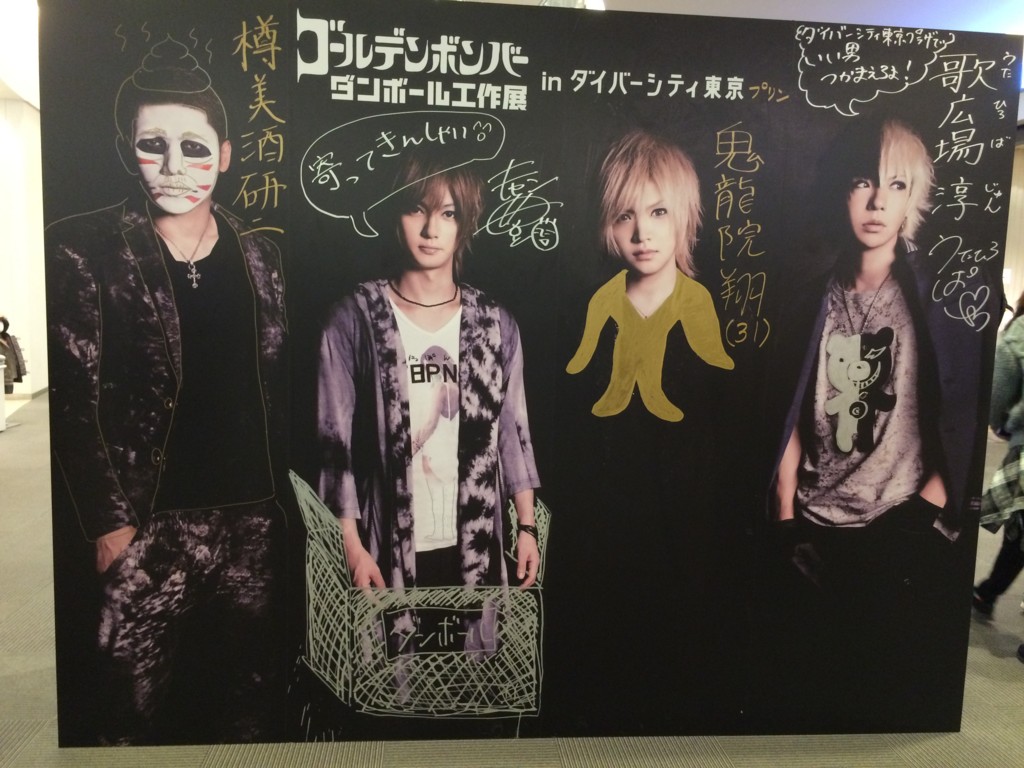 ゴールデンボンバー
ダンボール工作展
in ダイバーシティ東京プリン
樽美酒研二
寄ってきんしゃい
BPN
ダンボール
鬼龍院翔
(31)
ダイバーシティ東京プラザで
いい男
つかまえるよ!
歌広場淳
うた
ひろ
ば
じゅん
うたひろ
ぱ